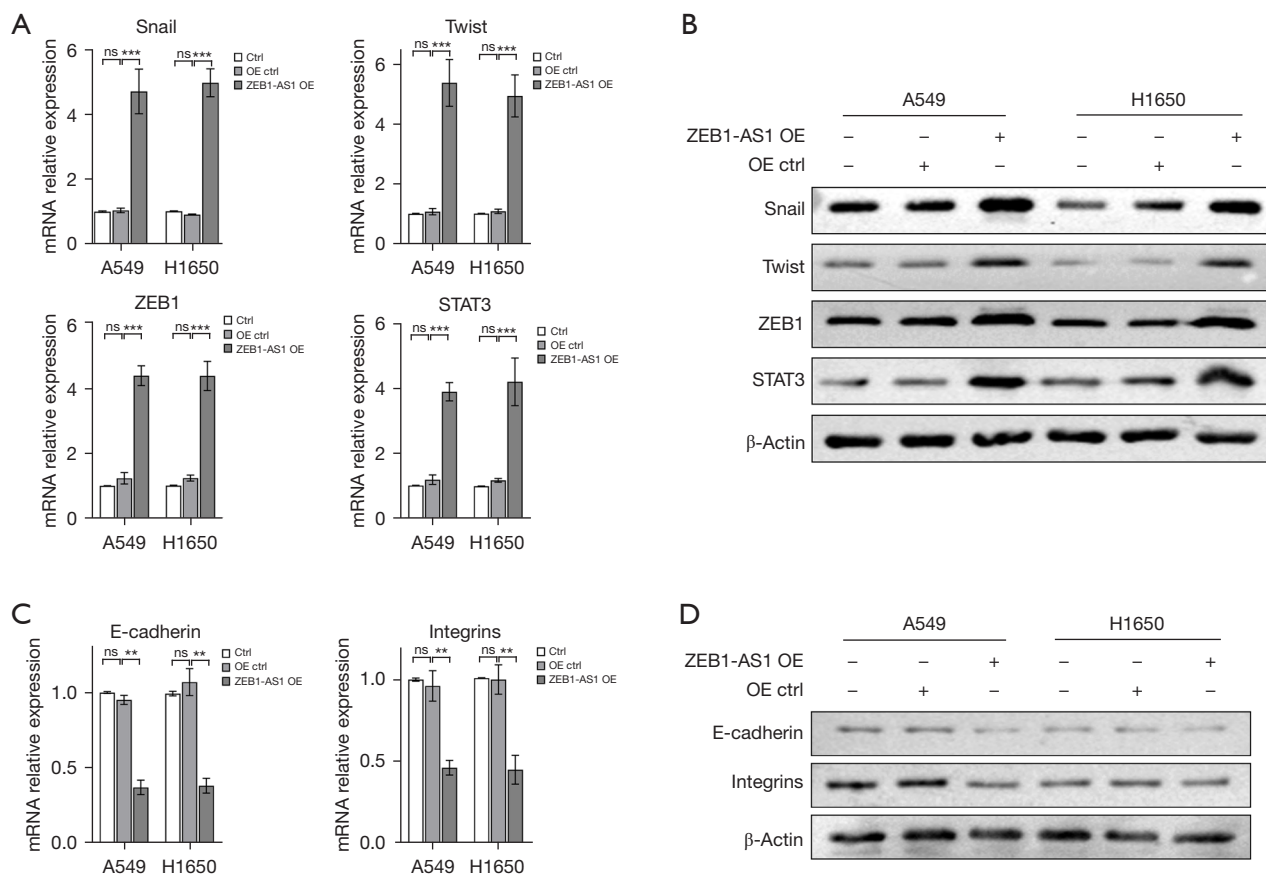 A
Snail
mRNA relative expression
6
4
2
0
ns *** ns ***
Ctrl
OE ctrl
ZEB1-AS1 OE
A549 H1650
Twist
mRNA relative expression
6
4
2
0
ns *** ns ***
Ctrl
OE ctrl
ZEB1-AS1 OE
A549 H1650
ZEB1
mRNA relative expression
6
4
2
0
ns *** ns ***
Ctrl
OE ctrl
ZEB1-AS1 OE
A549 H1650
STAT3
mRNA relative expression
6
4
2
0
ns *** ns ***
Ctrl
OE ctrl
ZEB1-AS1 OE
A549 H1650
B
A549 H1650
ZEB1-AS1 OE – – + – – +
OE ctrl – + – – + –
Snail
Twist
ZEB1
STAT3
β-Actin
C
E-cadherin
mRNA relative expression
1.0
0.5
0.0
ns ** ns **
Ctrl
OE ctrl
ZEB1-AS1 OE
A549 H1650
Integrins
mRNA relative expression
1.0
0.5
0.0
ns ** ns **
Ctrl
OE ctrl
ZEB1-AS1 OE
A549 H1650
D
A549 H1650
ZEB1-AS1 OE – – + – – +
OE ctrl – + – – + –
E-cadherin
Integrins
β-Actin